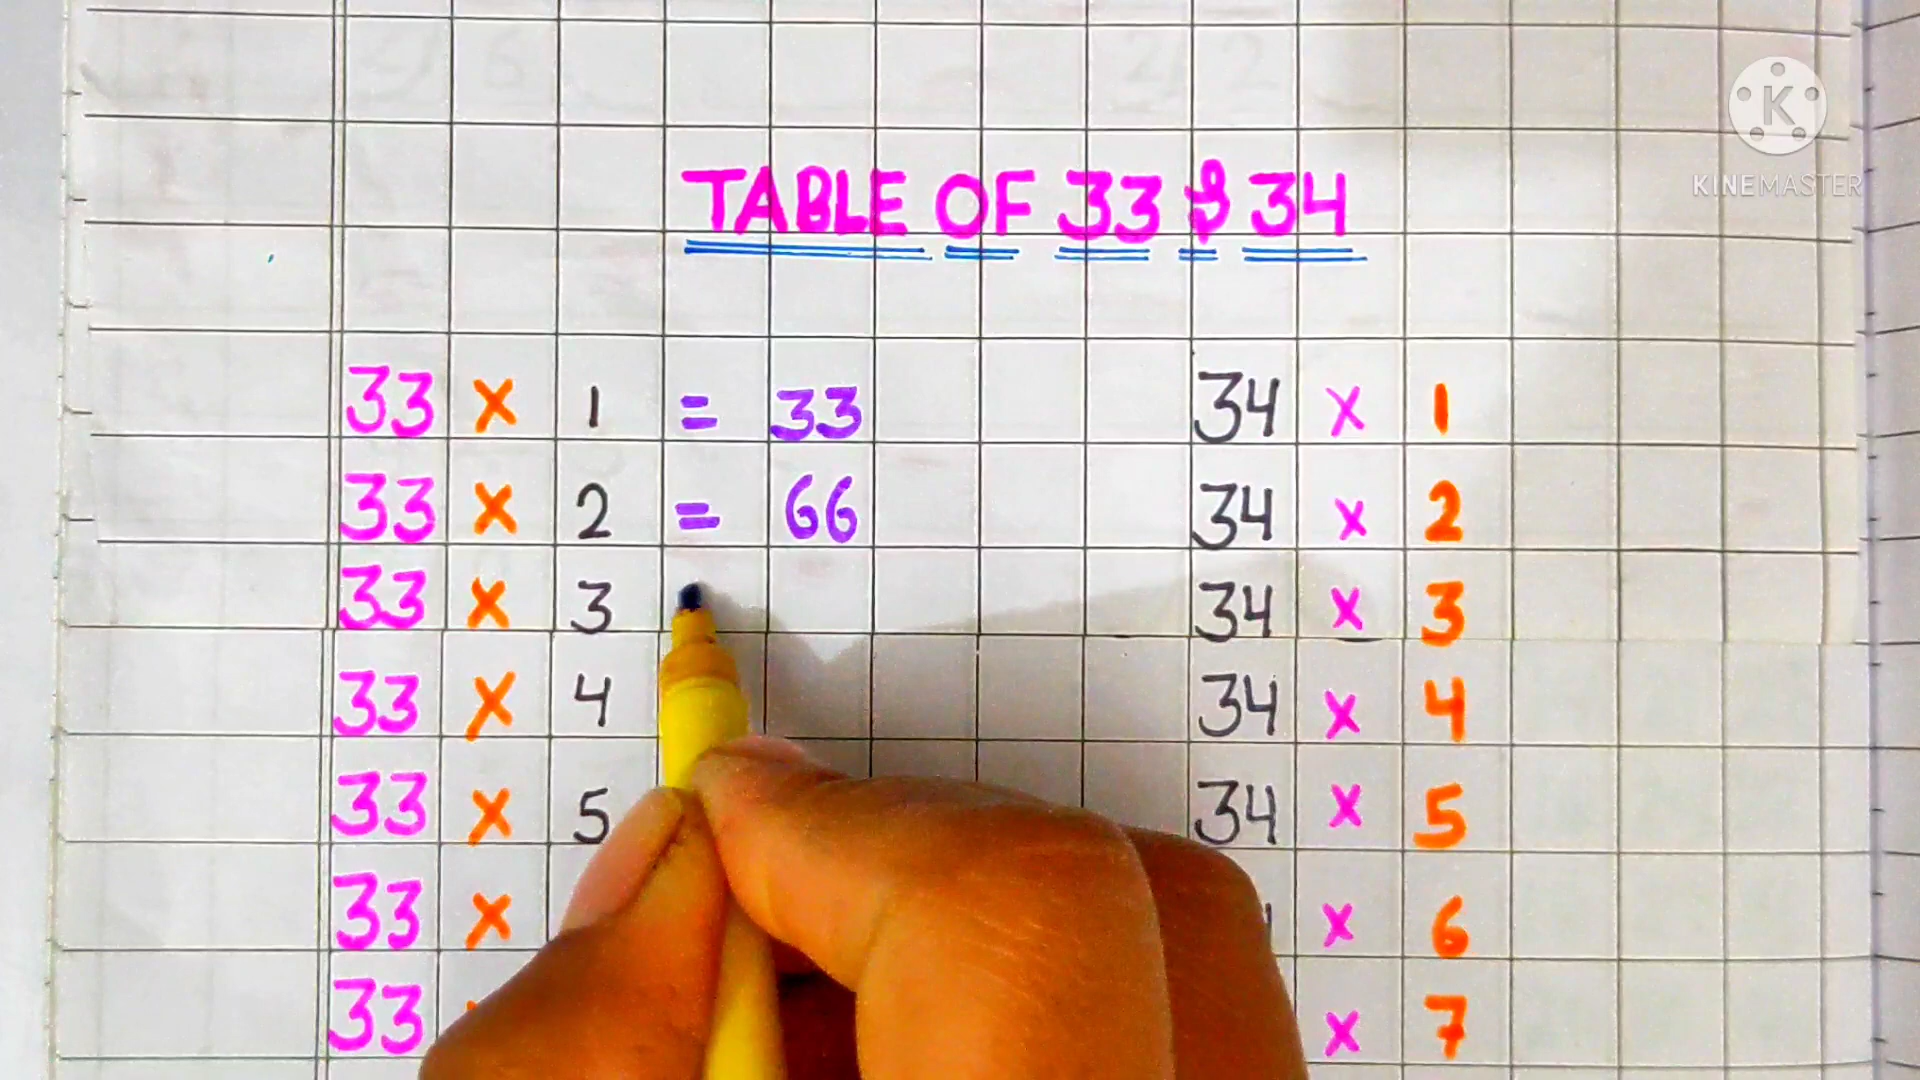 KINEMASTER
TABLE OF 33 & 34
33 × 1 = 33
34 × 1
33 × 2 = 66
34 × 2
33 × 3
34 × 3
33 × 4
34 × 4
33 × 5
34 × 5
33 ×
× 6
33
× 7